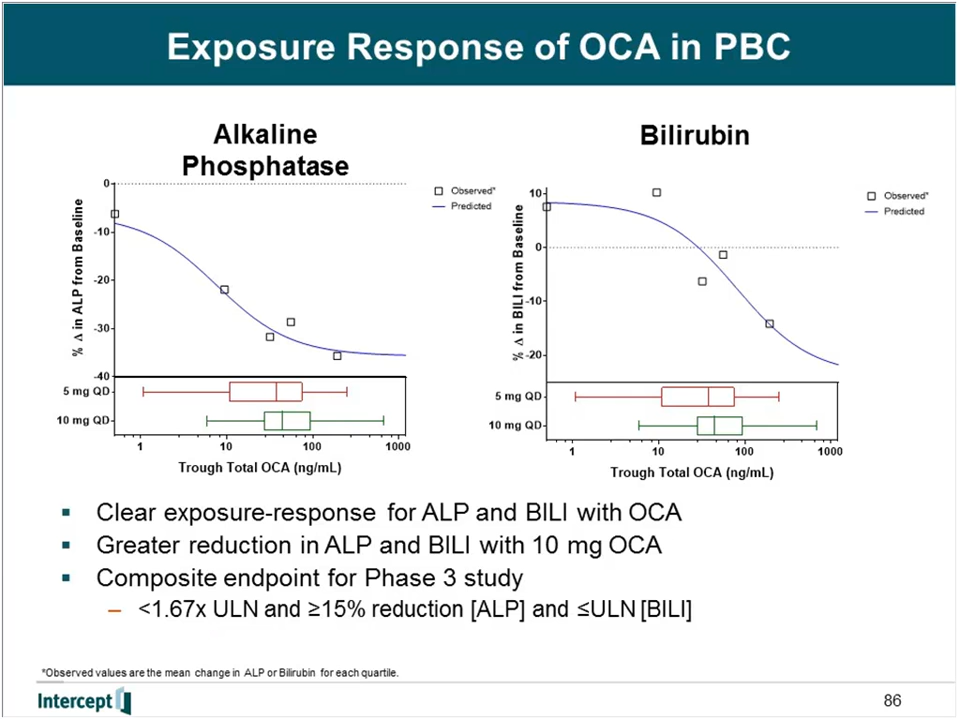 Exposure Response of OCA in PBC
Alkaline
Phosphatase
% Δ in ALP from Baseline
0
-10
-20
-30
-40
Observed*
Predicted
5 mg QD
10 mg QD
1
10
100
1000
Trough Total OCA (ng/mL)
Bilirubin
% Δ in BILI from Baseline
10
0
-10
-20
Observed*
Predicted
5 mg QD
10 mg QD
1
10
100
1000
Trough Total OCA (ng/mL)
▪ Clear exposure-response for ALP and BILI with OCA
▪ Greater reduction in ALP and BILI with 10 mg OCA
▪ Composite endpoint for Phase 3 study
– <1.67x ULN and ≥15% reduction [ALP] and ≤ULN [BILI]
*Observed values are the mean change in ALP or Bilirubin for each quartile.
Intercept
86